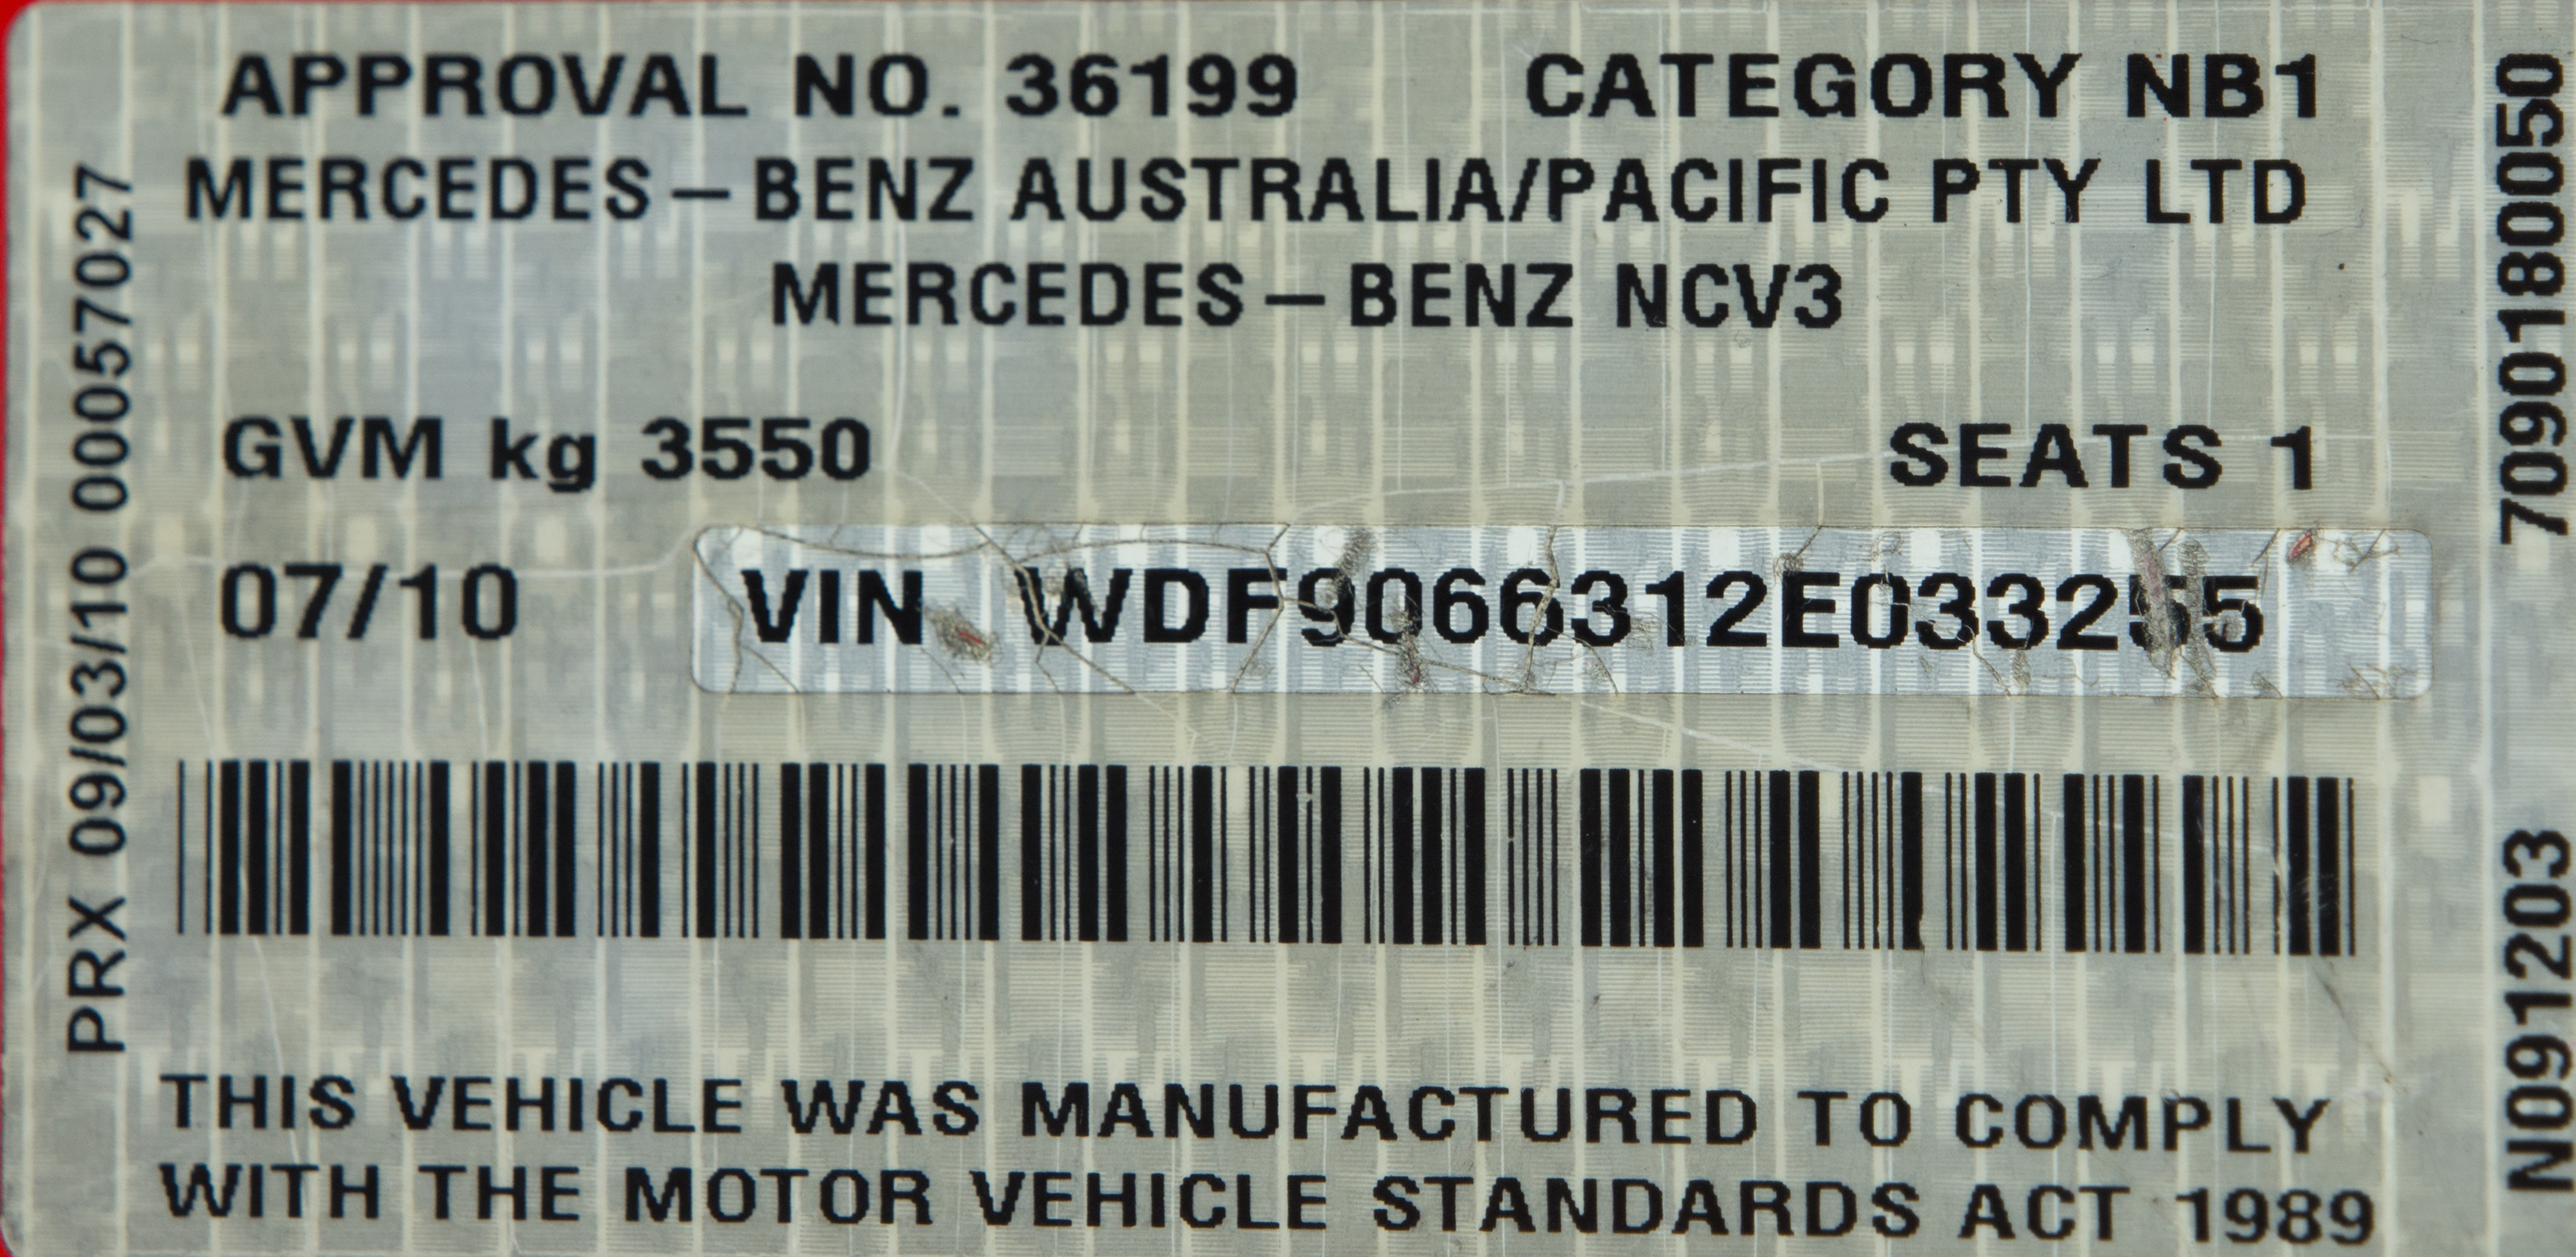 APPROVAL NO. 36199 CATEGORY NB1
MERCEDES – BENZ AUSTRALIA/PACIFIC PTY LTD
MERCEDES – BENZ NCV3
GVM kg 3550 SEATS 1
07/10 VIN WDF9066312E033255
THIS VEHICLE WAS MANUFACTURED TO COMPLY
WITH THE MOTOR VEHICLE STANDARDS ACT 1989
PRX 09/03/10 00057027
N091203 7090180050